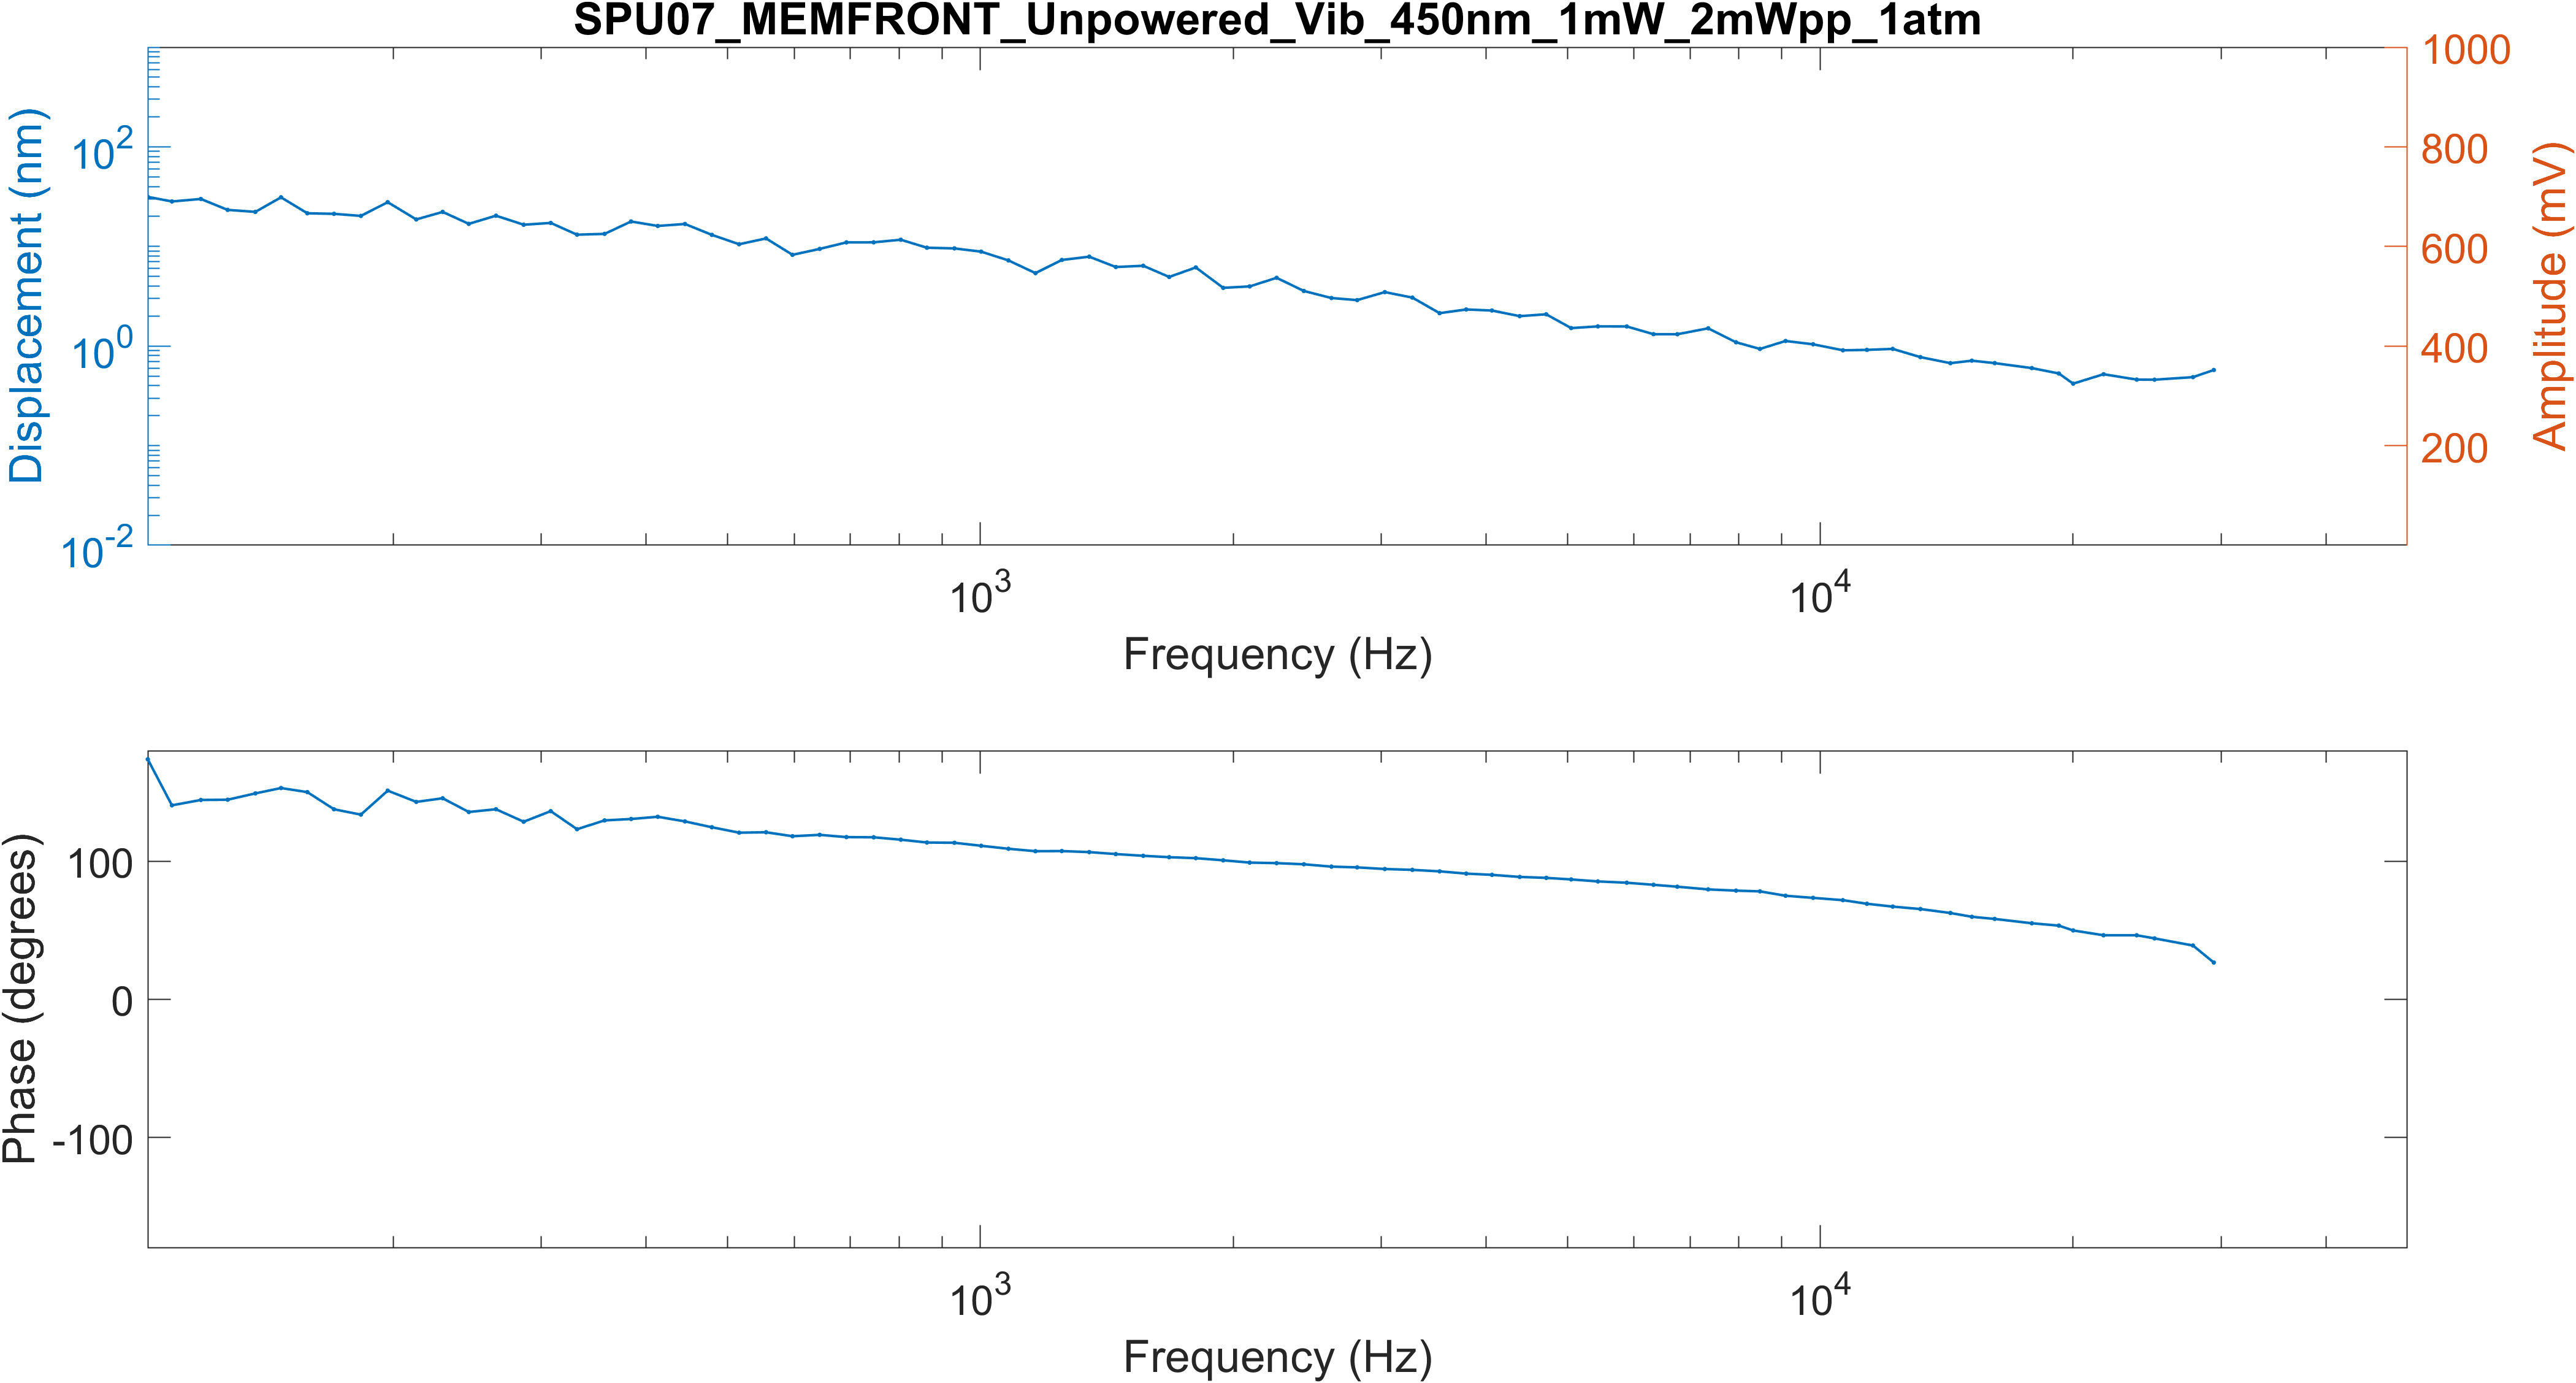 SPU07_MEMFRONT_Unpowered_Vib_450nm_1mW_2mWpp_1atm
Displacement (nm)
10^2
10^0
10^-2
1000
800
600
400
200
Amplitude (mV)
10^3 10^4
Frequency (Hz)
Phase (degrees)
100
0
-100
10^3 10^4
Frequency (Hz)